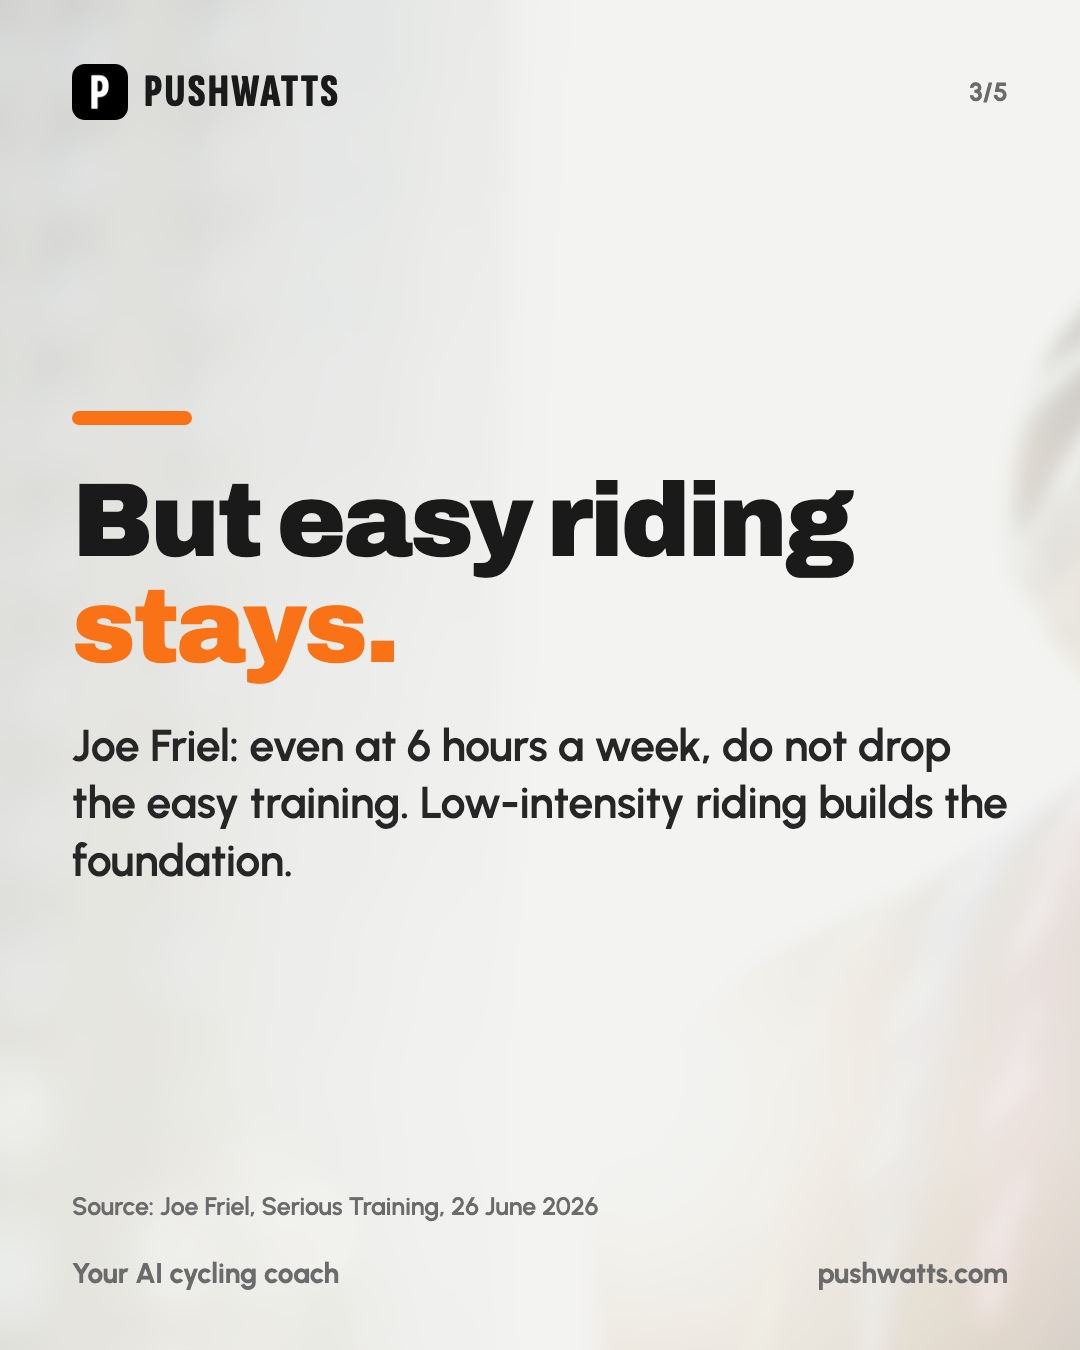 P PUSHWATTS
3/5
But easy riding
stays.
Joe Friel: even at 6 hours a week, do not drop
the easy training. Low-intensity riding builds the
foundation.
Source: Joe Friel, Serious Training, 26 June 2026
Your AI cycling coach
pushwatts.com